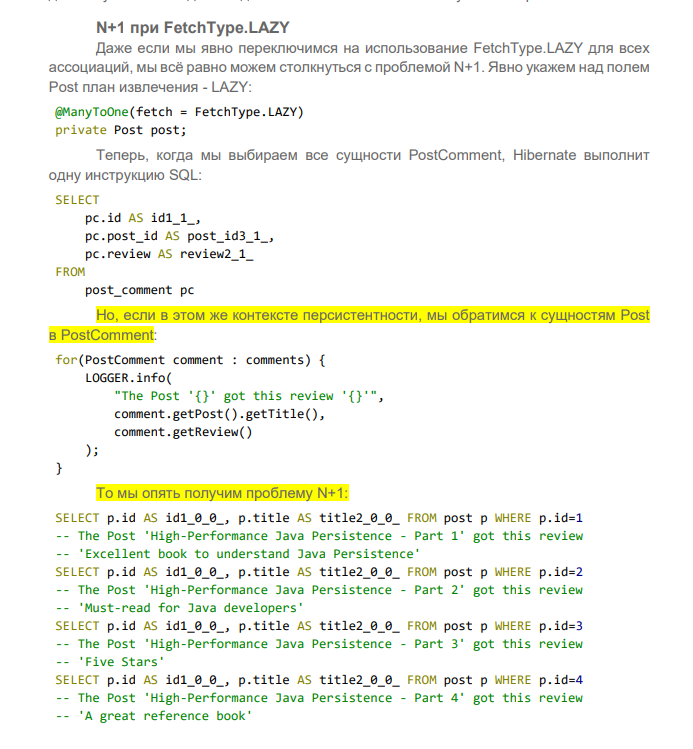 N+1 при FetchType.LAZY
Даже если мы явно переключимся на использование FetchType.LAZY для всех
ассоциаций, мы всё равно можем столкнуться с проблемой N+1. Явно укажем над полем
Post план извлечения - LAZY:
@ManyToOne(fetch = FetchType.LAZY)
private Post post;
Теперь, когда мы выбираем все сущности PostComment, Hibernate выполнит
одну инструкцию SQL:
SELECT
    pc.id AS id1_1_,
    pc.post_id AS post_id3_1_,
    pc.review AS review2_1_
FROM
    post_comment pc
Но, если в этом же контексте персистентности, мы обратимся к сущностям Post
в PostComment:
for(PostComment comment : comments) {
    LOGGER.info(
        "The Post '{}' got this review '{}'",
        comment.getPost().getTitle(),
        comment.getReview()
    );
}
То мы опять получим проблему N+1:
SELECT p.id AS id1_0_0_, p.title AS title2_0_0_ FROM post p WHERE p.id=1
-- The Post 'High-Performance Java Persistence - Part 1' got this review
-- 'Excellent book to understand Java Persistence'
SELECT p.id AS id1_0_0_, p.title AS title2_0_0_ FROM post p WHERE p.id=2
-- The Post 'High-Performance Java Persistence - Part 2' got this review
-- 'Must-read for Java developers'
SELECT p.id AS id1_0_0_, p.title AS title2_0_0_ FROM post p WHERE p.id=3
-- The Post 'High-Performance Java Persistence - Part 3' got this review
-- 'Five Stars'
SELECT p.id AS id1_0_0_, p.title AS title2_0_0_ FROM post p WHERE p.id=4
-- The Post 'High-Performance Java Persistence - Part 4' got this review
-- 'A great reference book'